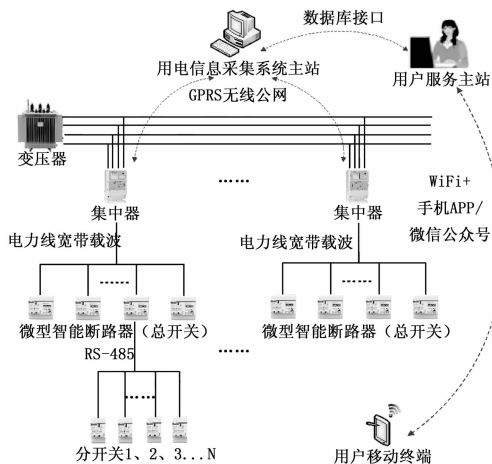 数据库接口
用电信息采集系统主站
用户服务主站
GPRS无线公网
变压器
······
WiFi+
手机APP/
微信公众号
集中器
集中器
电力线宽带载波
电力线宽带载波
······
······
微型智能断路器（总开关）
微型智能断路器（总开关）
RS-485
······
······
分开关1、2、3...N
用户移动终端